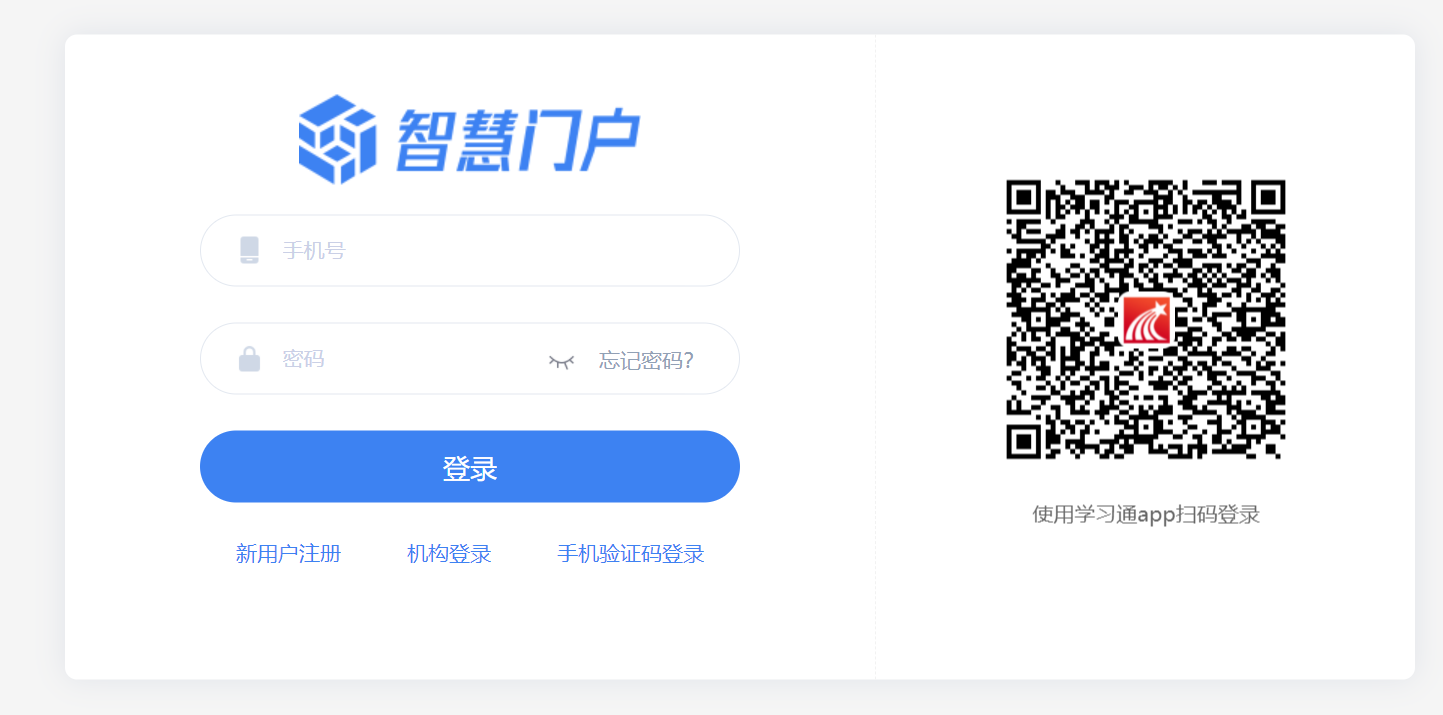 智慧门户
手机号
密码
忘记密码?
登录
新用户注册
机构登录
手机验证码登录
使用学习通app扫码登录